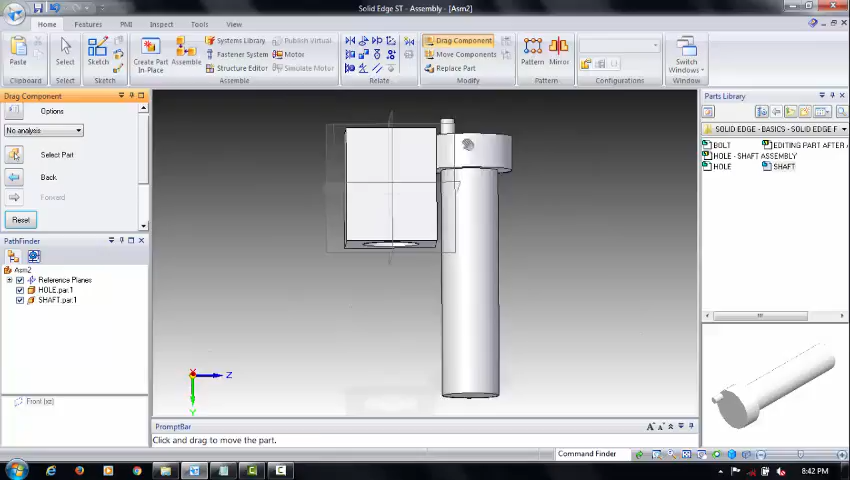 Solid Edge ST - Assembly - [Asm2]
Home
Features
PMI
Inspect
Tools
View
Paste
Select
Sketch
Create Part
In-Place
Assemble
Systems Library
Fastener System
Structure Editor
Publish Virtual
Motor
Simulate Motor
Drag Component
Move Components
Replace Part
Pattern
Mirror
Switch
Windows
Clipboard
Select
Sketch
Assemble
Relate
Modify
Pattern
Configurations
Window
Drag Component
Options
No analysis
Select Part
Back
Forward
Reset
PathFinder
Asm2
Reference Planes
HOLE.par:1
SHAFT.par:1
Front (xz)
X
Z
Y
Parts Library
SOLID EDGE - BASICS - SOLID EDGE F
BOLT
EDITING PART AFTER A
HOLE - SHAFT ASSEMBLY
HOLE
SHAFT
PromptBar
Click and drag to move the part.
Command Finder
8:42 PM